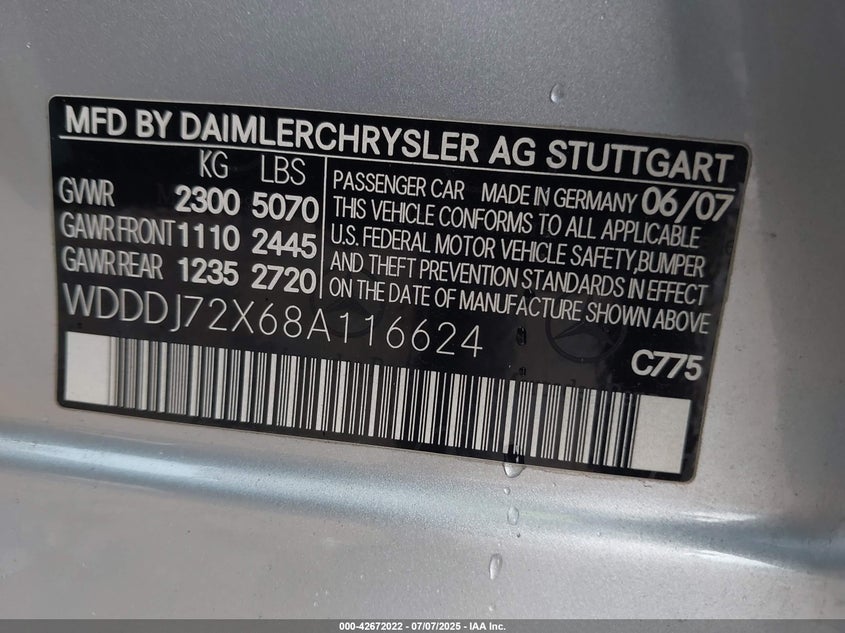 MFD BY DAIMLERCHRYSLER AG STUTTGART
KG LBS
GVWR 2300 5070
GAWR FRONT 1110 2445
GAWR REAR 1235 2720
PASSENGER CAR MADE IN GERMANY 06/07
THIS VEHICLE CONFORMS TO ALL APPLICABLE
U.S. FEDERAL MOTOR VEHICLE SAFETY, BUMPER
AND THEFT PREVENTION STANDARDS IN EFFECT
ON THE DATE OF MANUFACTURE SHOWN ABOVE
WDDDJ72X68A116624
C775
000-42672022 - 07/07/2025 - IAA Inc.